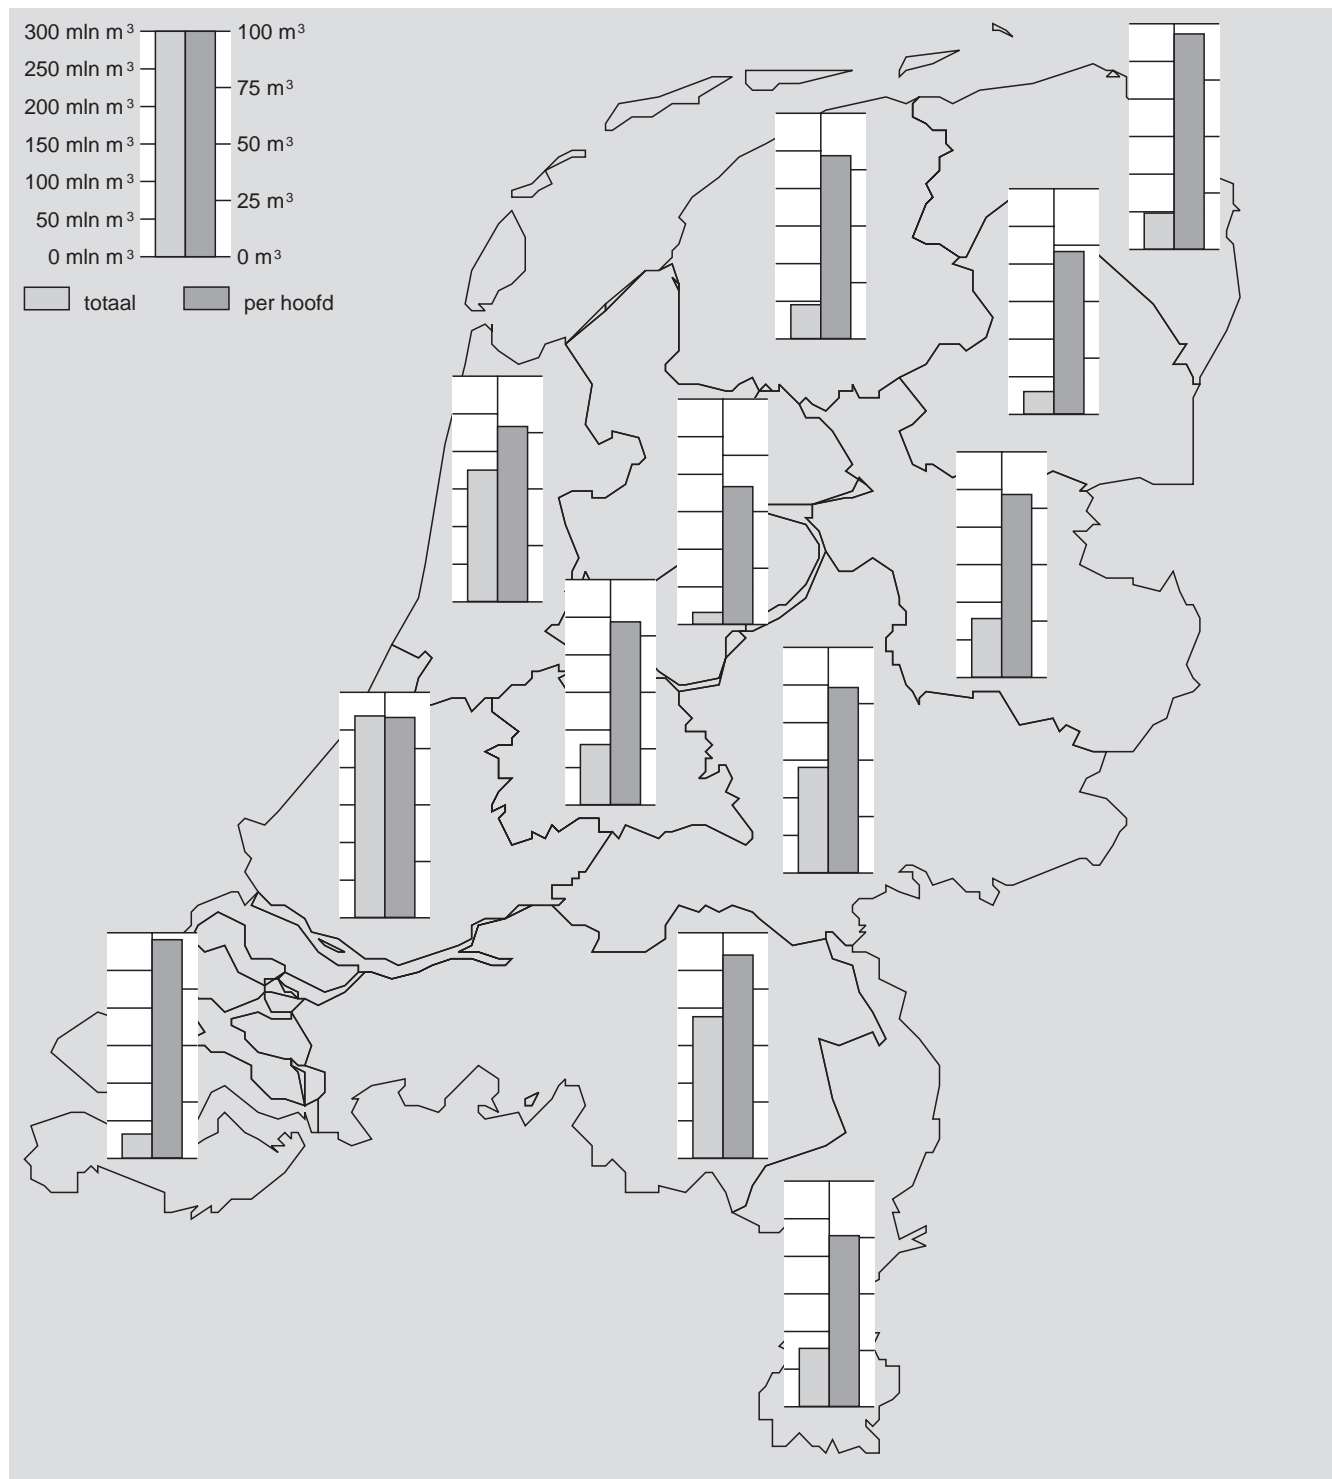 300 mln m³ 100 m³
250 mln m³
75 m³
200 mln m³
150 mln m³ 50 m³
100 mln m³
25 m³
50 mln m³
0 mln m³ 0 m³
totaal per hoofd